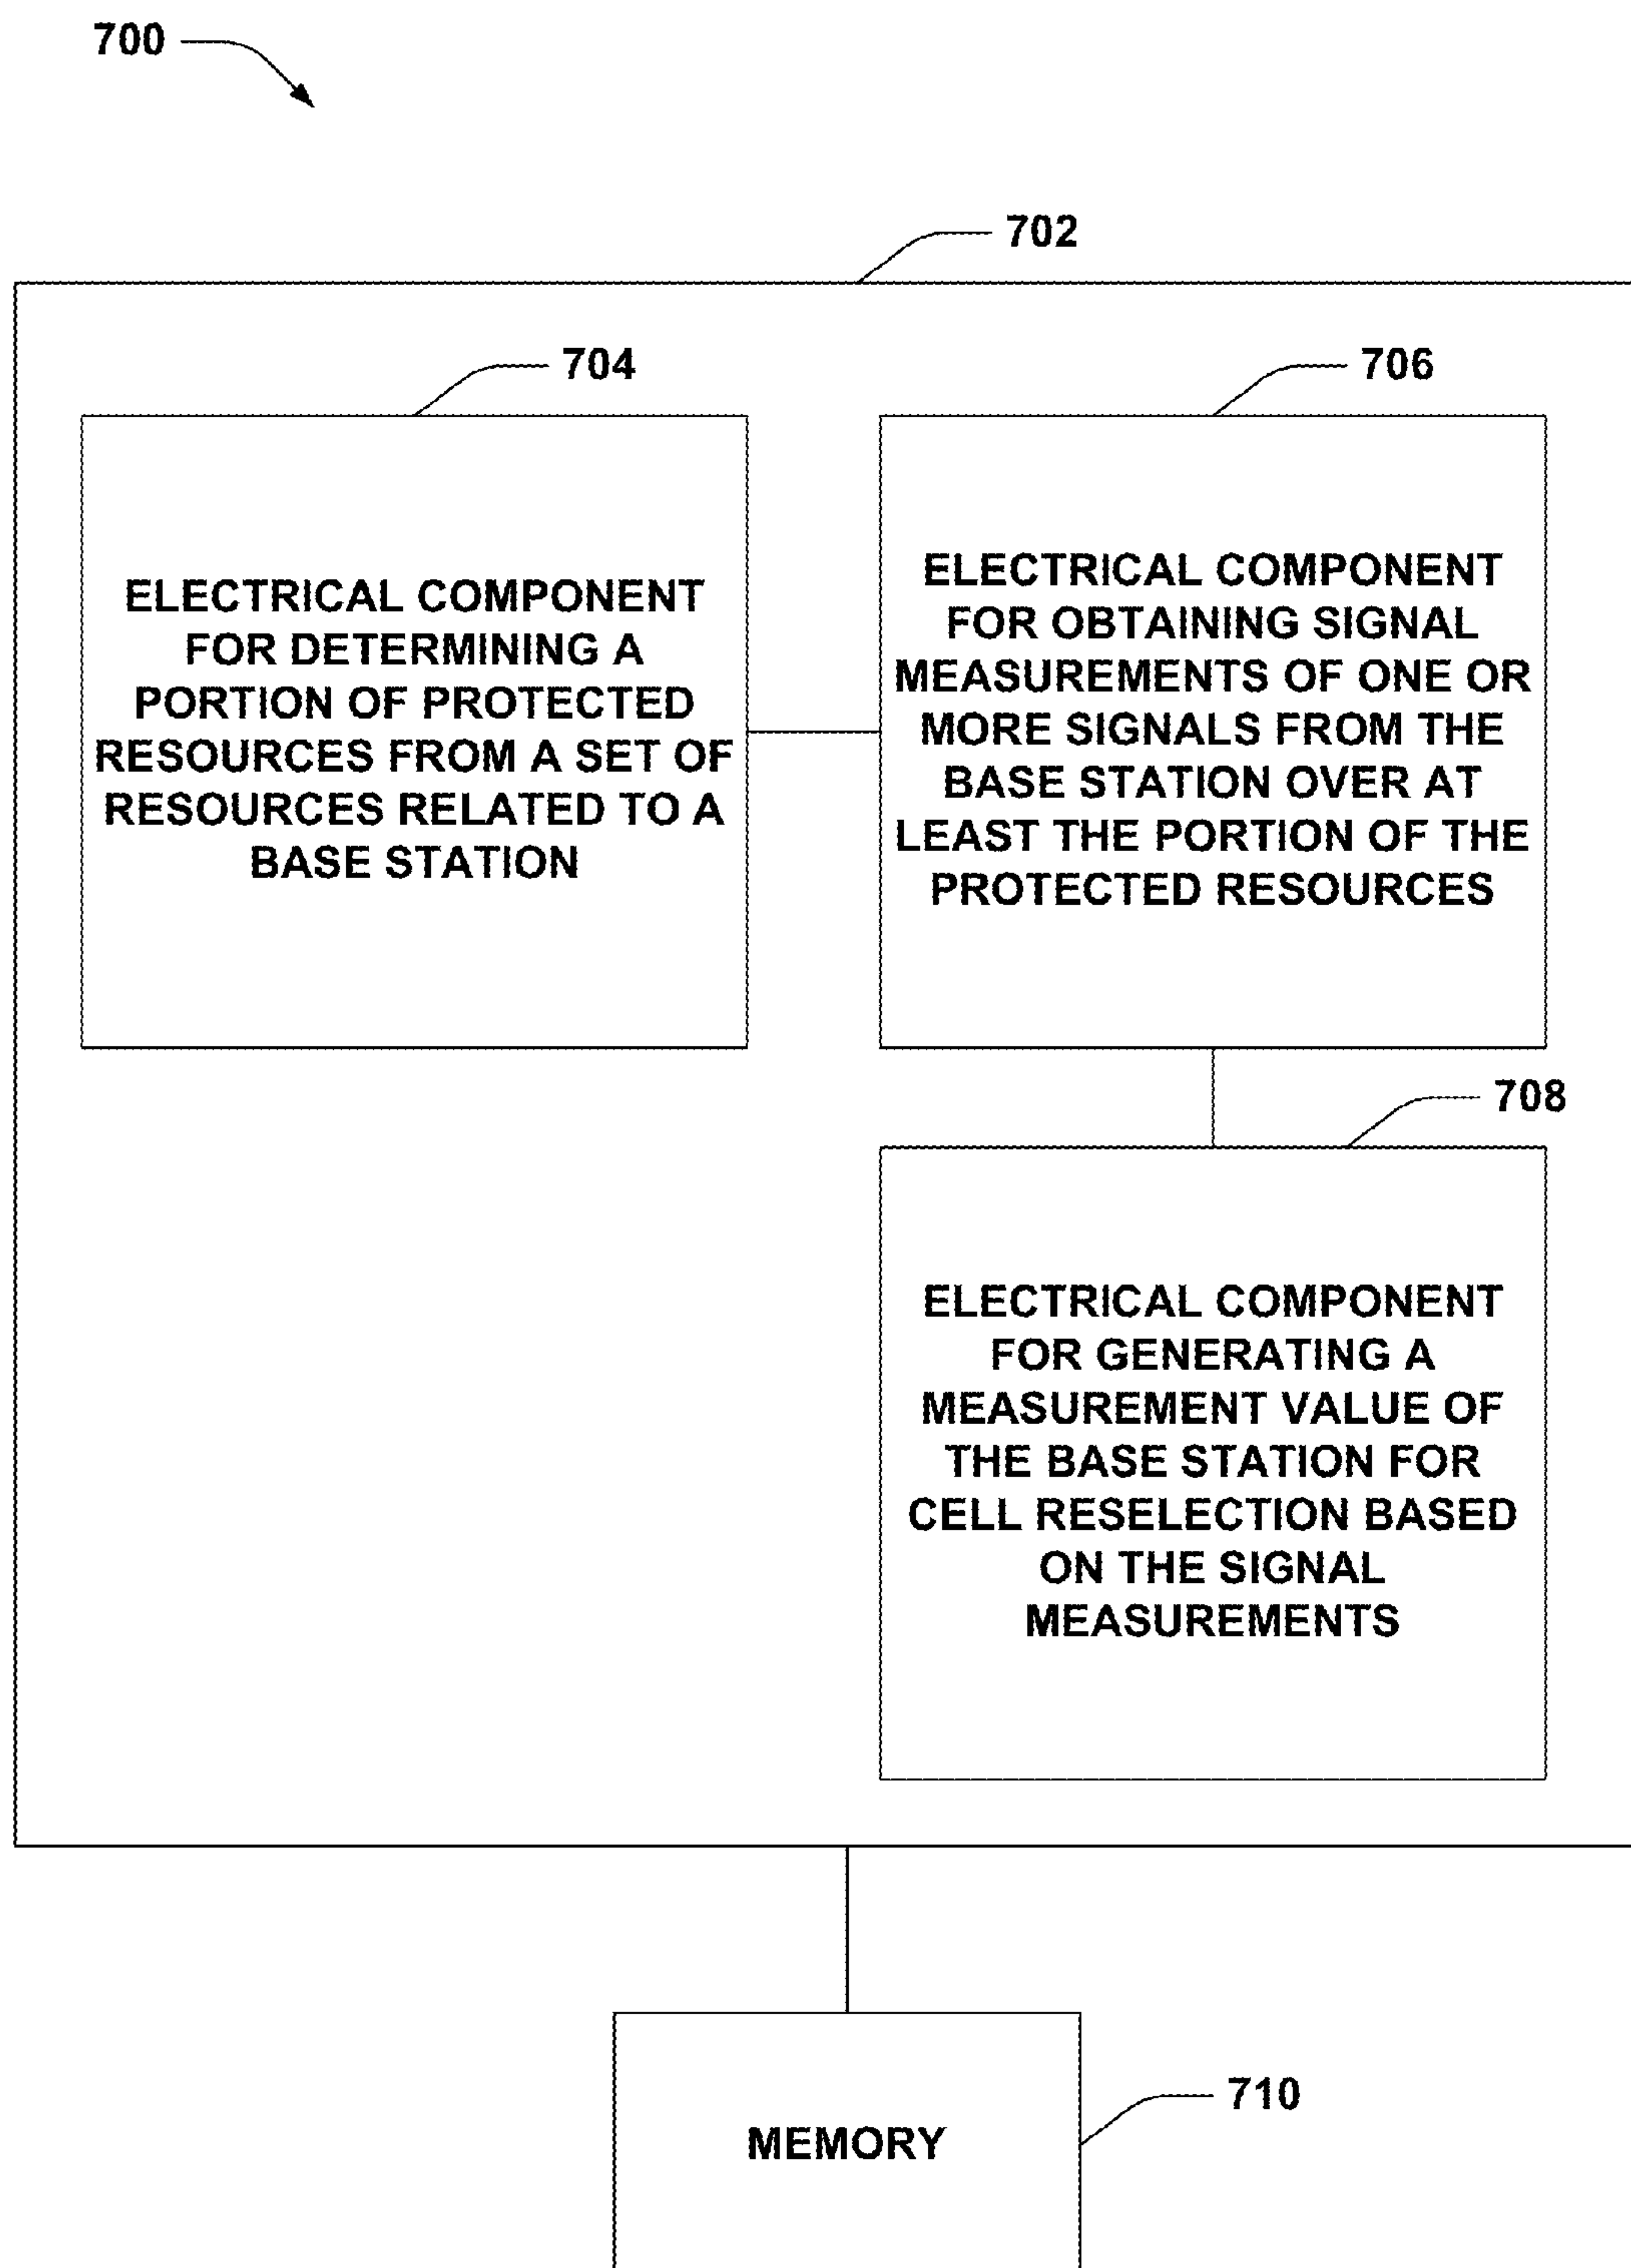 700
702
704
706
ELECTRICAL COMPONENT
FOR DETERMINING A
PORTION OF PROTECTED
RESOURCES FROM A SET OF
RESOURCES RELATED TO A
BASE STATION
ELECTRICAL COMPONENT
FOR OBTAINING SIGNAL
MEASUREMENTS OF ONE OR
MORE SIGNALS FROM THE
BASE STATION OVER AT
LEAST THE PORTION OF THE
PROTECTED RESOURCES
708
ELECTRICAL COMPONENT
FOR GENERATING A
MEASUREMENT VALUE OF
THE BASE STATION FOR
CELL RESELECTION BASED
ON THE SIGNAL
MEASUREMENTS
710
MEMORY